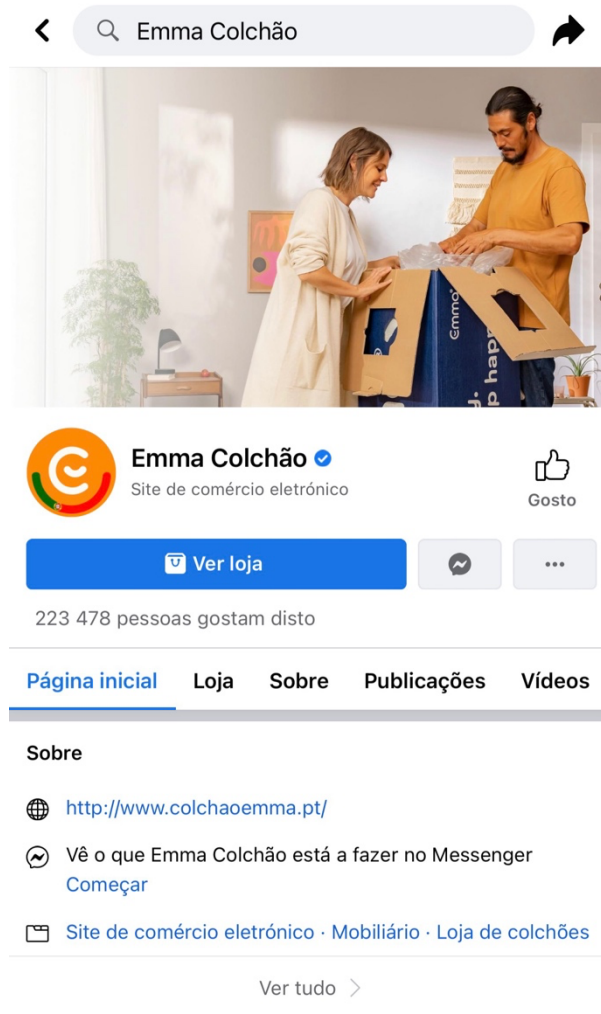 Emma Colchão
Emma
p happ
Emma Colchão
Site de comércio eletrónico
Gosto
Ver loja
223 478 pessoas gostam disto
Página inicial Loja Sobre Publicações Vídeos
Sobre
http://www.colchaoemma.pt/
Vê o que Emma Colchão está a fazer no Messenger
Começar
Site de comércio eletrónico · Mobiliário · Loja de colchões
Ver tudo